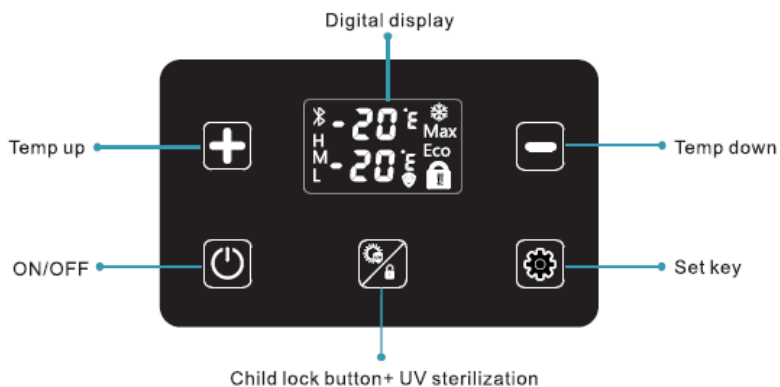 Digital display
Temp up
-20°E
Max
H
M
L
-20°E
Eco
Temp down
ON/OFF
Set key
Child lock button+ UV sterilization